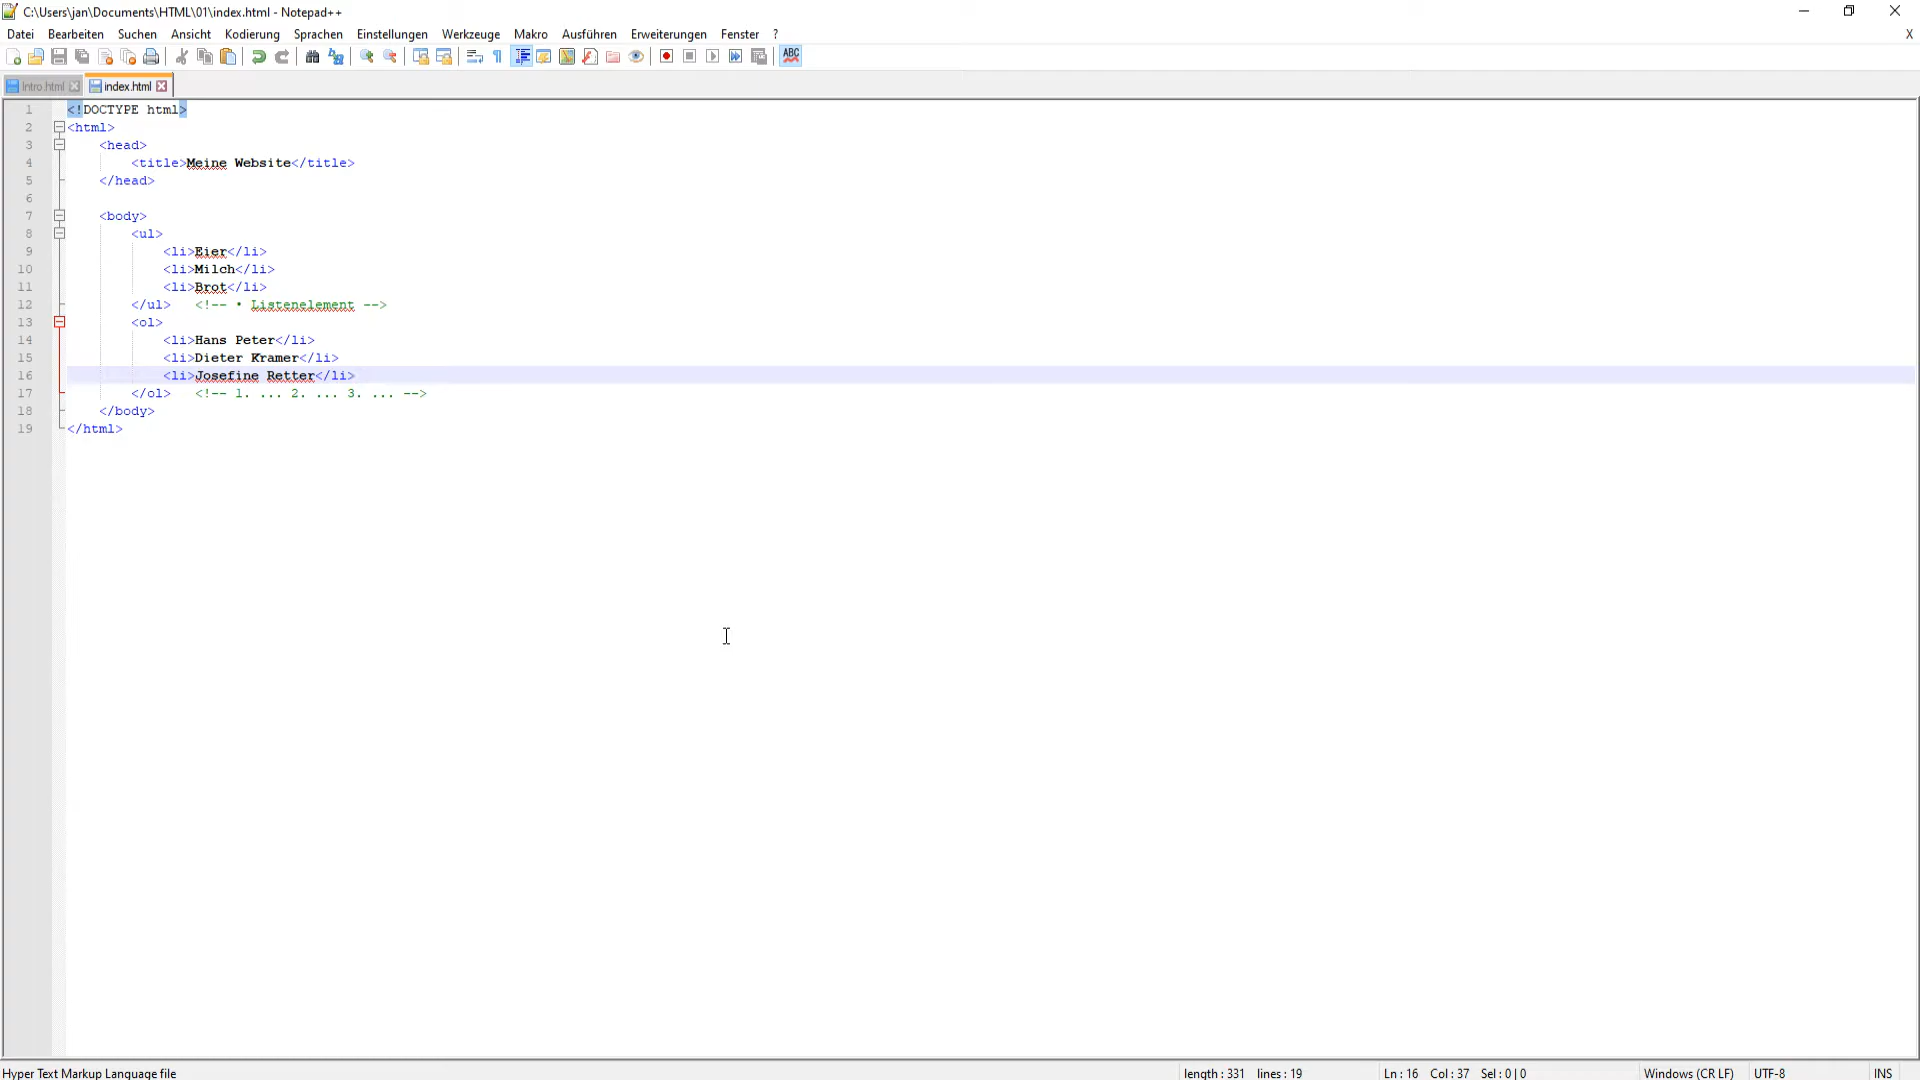 C:\Users\jan\Documents\HTML\01\index.html - Notepad++
Datei Bearbeiten Suchen Ansicht Kodierung Sprachen Einstellungen Werkzeuge Makro Ausführen Erweiterungen Fenster ? X
ABC
Intro.html index.html
1 <!DOCTYPE html>
2 <html>
3 <head>
4 <title>Meine Website</title>
5 </head>
6
7 <body>
8 <ul>
9 <li>Eier</li>
10 <li>Milch</li>
11 <li>Brot</li>
12 </ul> <!-- • Listenelement -->
13 <ol>
14 <li>Hans Peter</li>
15 <li>Dieter Kramer</li>
16 <li>Josefine Retter</li>
17 </ol> <!-- 1. ... 2. ... 3. ... -->
18 </body>
19 </html>
Hyper Text Markup Language file length : 331 lines : 19 Ln : 16 Col : 37 Sel : 0 | 0 Windows (CR LF) UTF-8 INS